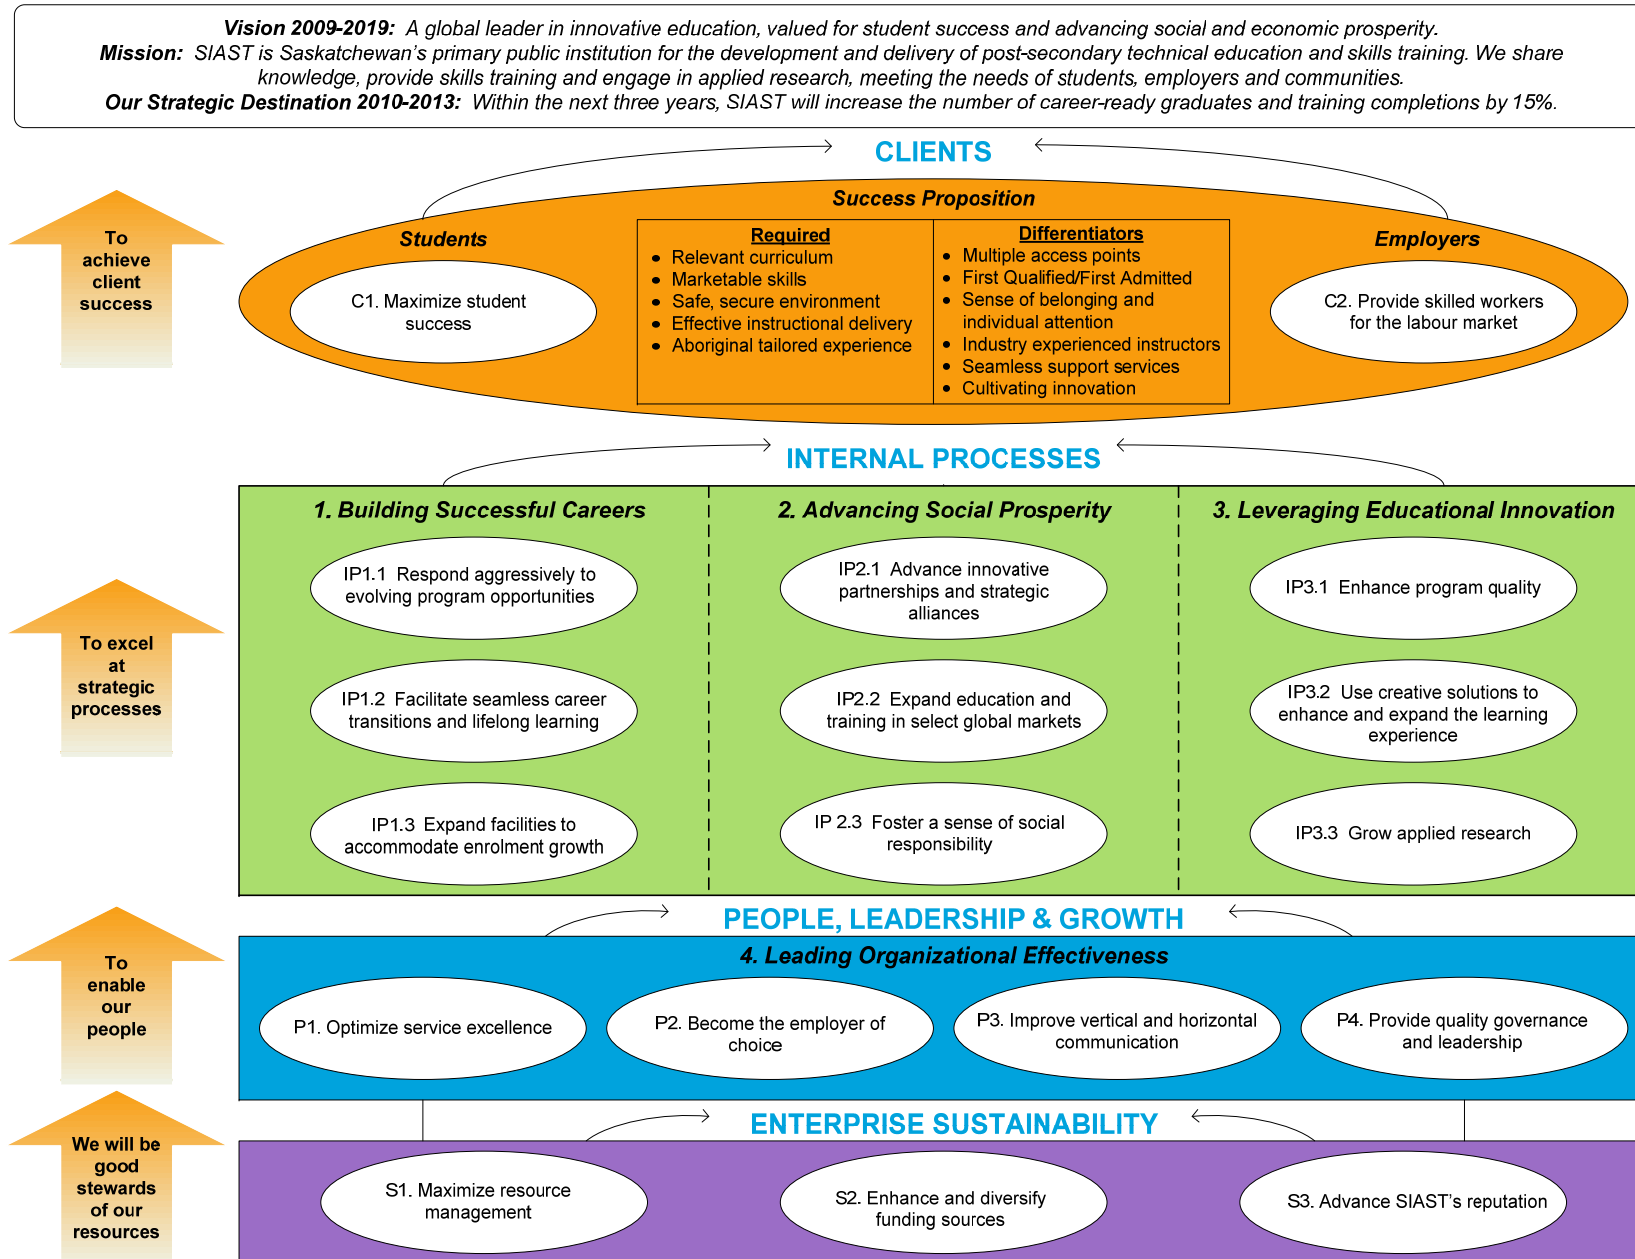 Vision 2009-2019: A global leader in innovative education, valued for student success and advancing social and economic prosperity.
Mission: SIAST is Saskatchewan's primary public institution for the development and delivery of post-secondary technical education and skills training. We share
knowledge, provide skills training and engage in applied research, meeting the needs of students, employers and communities.
Our Strategic Destination 2010-2013: Within the next three years, SIAST will increase the number of career-ready graduates and training completions by 15%.
CLIENTS
To
achieve
client
success
Success Proposition
Students
C1. Maximize student
success
Required
• Relevant curriculum
• Marketable skills
• Safe, secure environment
• Effective instructional delivery
• Aboriginal tailored experience
Differentiators
• Multiple access points
• First Qualified/First Admitted
• Sense of belonging and
individual attention
• Industry experienced instructors
• Seamless support services
• Cultivating innovation
Employers
C2. Provide skilled workers
for the labour market
INTERNAL PROCESSES
To excel
at
strategic
processes
1. Building Successful Careers
IP1.1 Respond aggressively to
evolving program opportunities
IP1.2 Facilitate seamless career
transitions and lifelong learning
IP1.3 Expand facilities to
accommodate enrolment growth
2. Advancing Social Prosperity
IP2.1 Advance innovative
partnerships and strategic
alliances
IP2.2 Expand education and
training in select global markets
IP 2.3 Foster a sense of social
responsibility
3. Leveraging Educational Innovation
IP3.1 Enhance program quality
IP3.2 Use creative solutions to
enhance and expand the learning
experience
IP3.3 Grow applied research
PEOPLE, LEADERSHIP & GROWTH
To
enable
our
people
4. Leading Organizational Effectiveness
P1. Optimize service excellence
P2. Become the employer of
choice
P3. Improve vertical and horizontal
communication
P4. Provide quality governance
and leadership
ENTERPRISE SUSTAINABILITY
We will be
good
stewards
of our
resources
S1. Maximize resource
management
S2. Enhance and diversify
funding sources
S3. Advance SIAST's reputation